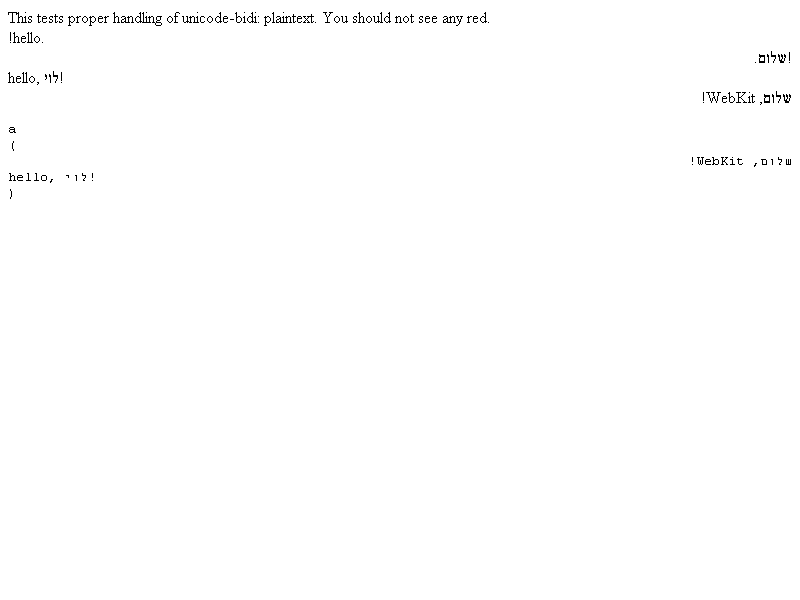 This tests proper handling of unicode-bidi: plaintext. You should not see any red.
!hello.
!שלום.
hello, לוי!
שלום, WebKit!
a
(
שלום, WebKit!
hello, לוי!
)